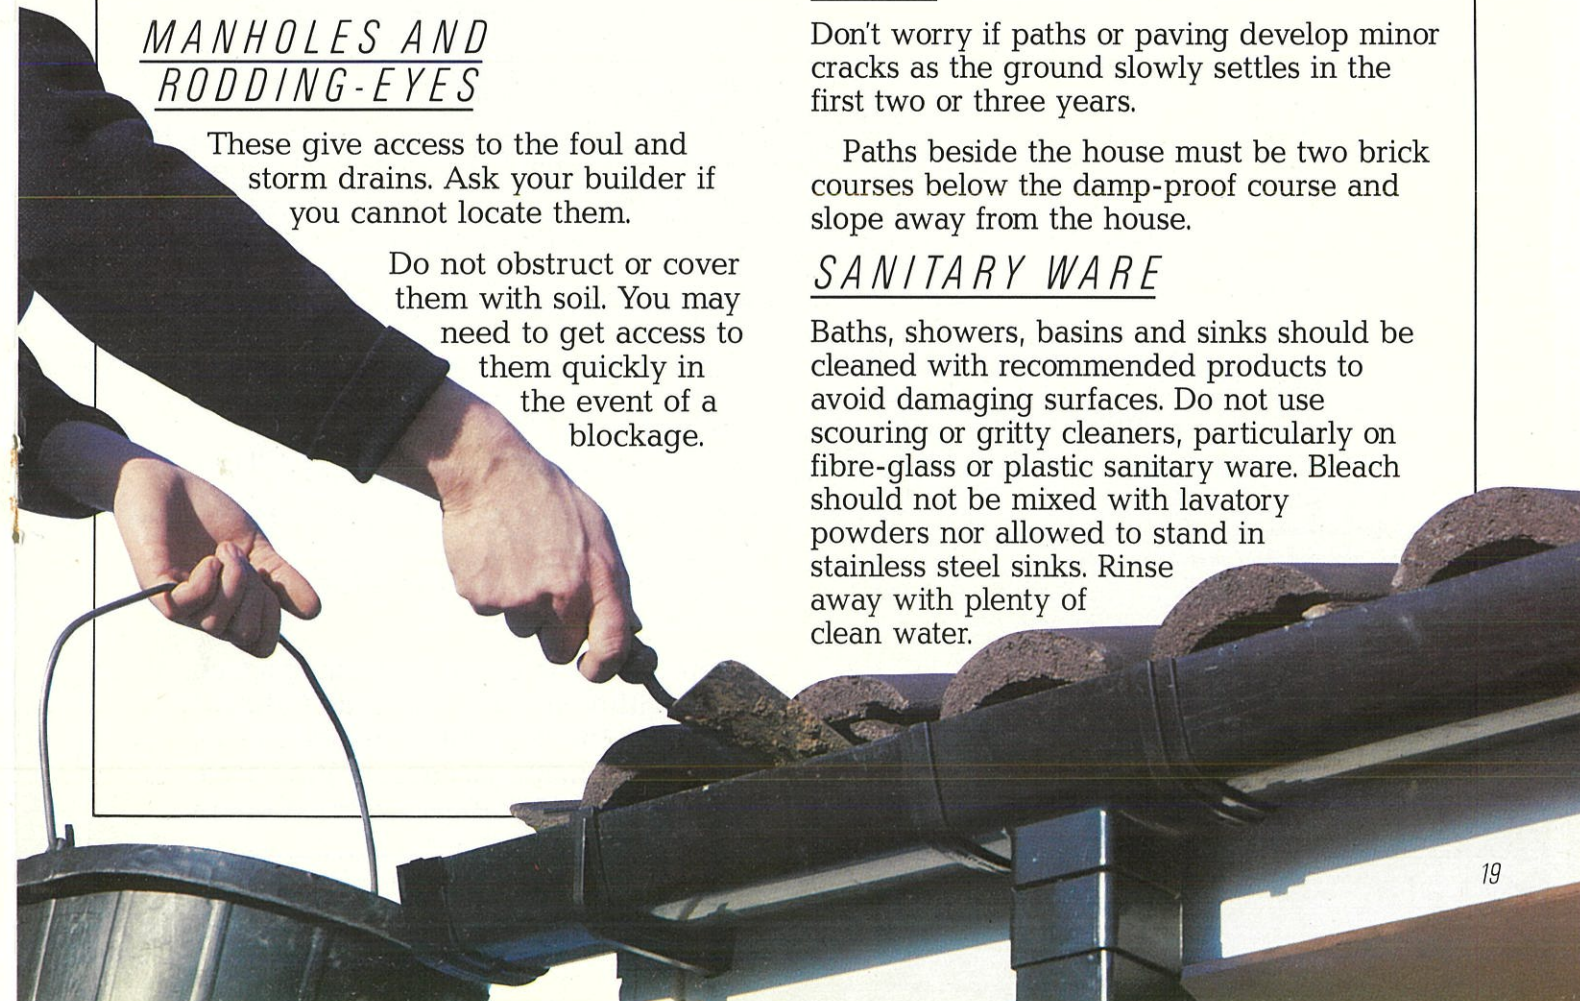 MANHOLES AND
RODDING-EYES
These give access to the foul and
storm drains. Ask your builder if
you cannot locate them.
Do not obstruct or cover
them with soil. You may
need to get access to
them quickly in
the event of a
blockage.
Don't worry if paths or paving develop minor
cracks as the ground slowly settles in the
first two or three years.
Paths beside the house must be two brick
courses below the damp-proof course and
slope away from the house.
SANITARY WARE
Baths, showers, basins and sinks should be
cleaned with recommended products to
avoid damaging surfaces. Do not use
scouring or gritty cleaners, particularly on
fibre-glass or plastic sanitary ware. Bleach
should not be mixed with lavatory
powders nor allowed to stand in
stainless steel sinks. Rinse
away with plenty of
clean water.
19